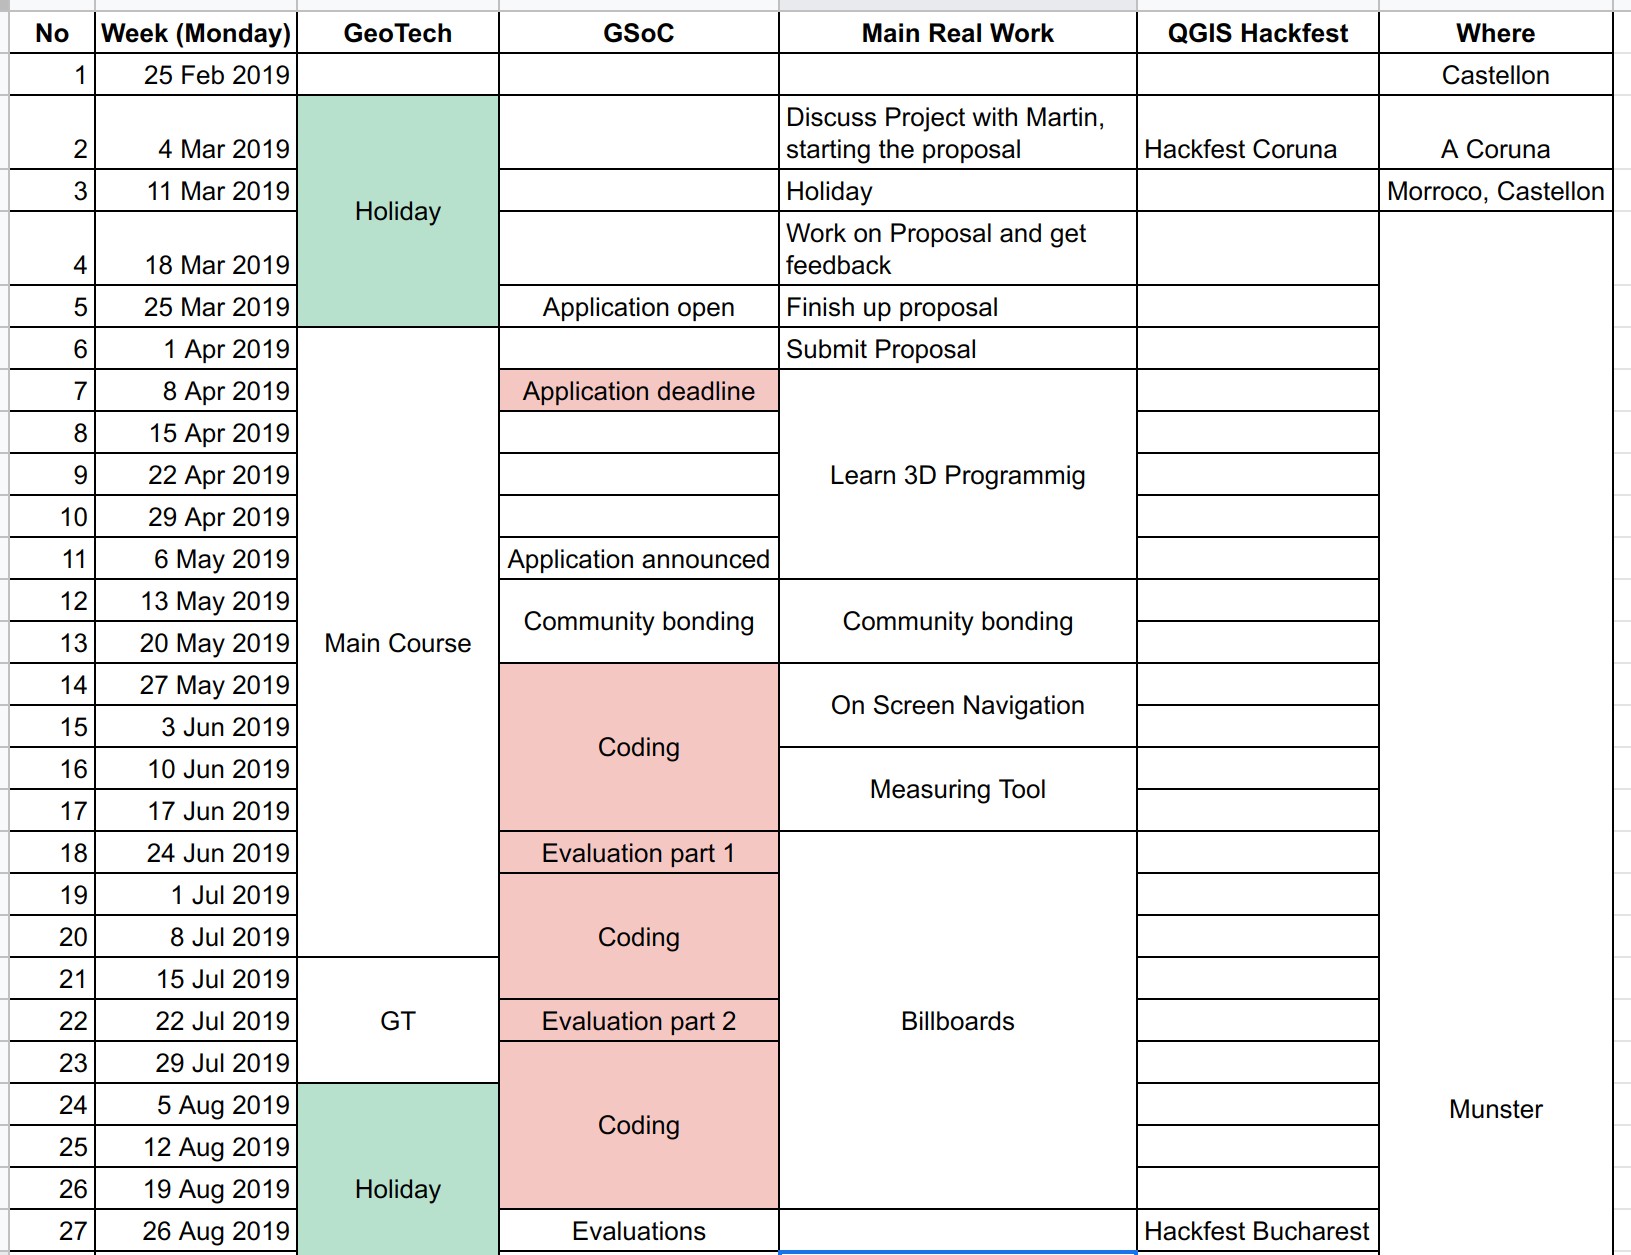 No Week (Monday) GeoTech GSoC Main Real Work QGIS Hackfest Where
1 25 Feb 2019 Castellon
Discuss Project with Martin,
2 4 Mar 2019 starting the proposal Hackfest Coruna A Coruna
3 11 Mar 2019 Holiday Morroco, Castellon
Holiday
Work on Proposal and get
4 18 Mar 2019 feedback
5 25 Mar 2019 Application open Finish up proposal
6 1 Apr 2019 Submit Proposal
7 8 Apr 2019 Application deadline
8 15 Apr 2019
9 22 Apr 2019 Learn 3D Programmig
10 29 Apr 2019
11 6 May 2019 Application announced
12 13 May 2019
Community bonding Community bonding
13 20 May 2019 Main Course
14 27 May 2019
On Screen Navigation
15 3 Jun 2019
Coding
16 10 Jun 2019
Measuring Tool
17 17 Jun 2019
18 24 Jun 2019 Evaluation part 1
19 1 Jul 2019
20 8 Jul 2019 Coding
21 15 Jul 2019
22 22 Jul 2019 GT Evaluation part 2 Billboards
23 29 Jul 2019
24 5 Aug 2019 Munster
Coding
25 12 Aug 2019
26 19 Aug 2019 Holiday
27 26 Aug 2019 Evaluations Hackfest Bucharest